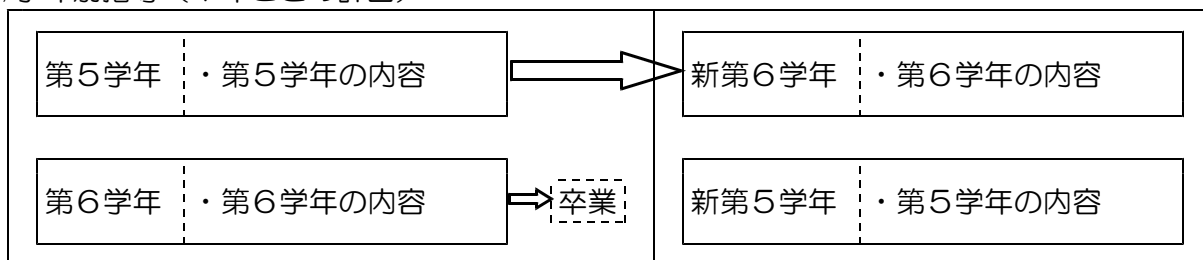 第5学年 ・第5学年の内容
新第6学年 ・第6学年の内容
第6学年 ・第6学年の内容
卒業
新第5学年 ・第5学年の内容